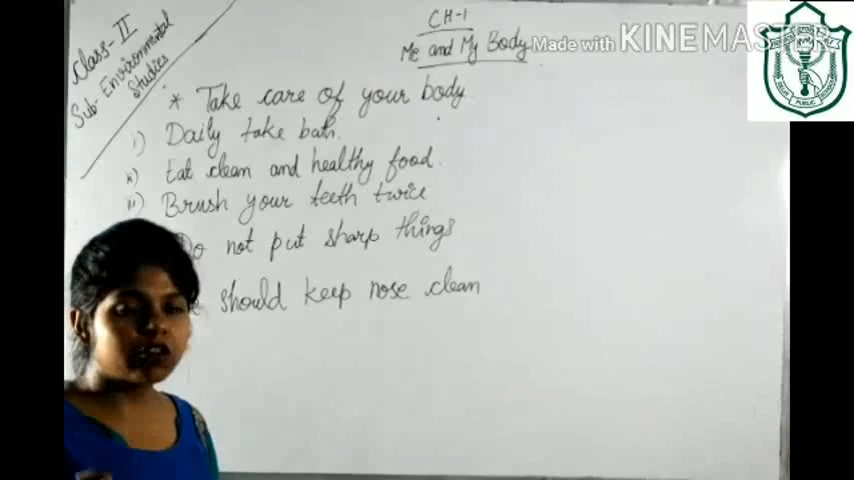 Class - II
Sub- Environmental
Studies
CH-1
Me and My Body
Made with KINEMASTER
* Take care of your body.
i) Daily take bath.
ii) Eat clean and healthy food.
iii) Brush your teeth twice
Do not put sharp things
should keep nose clean
PUBLIC